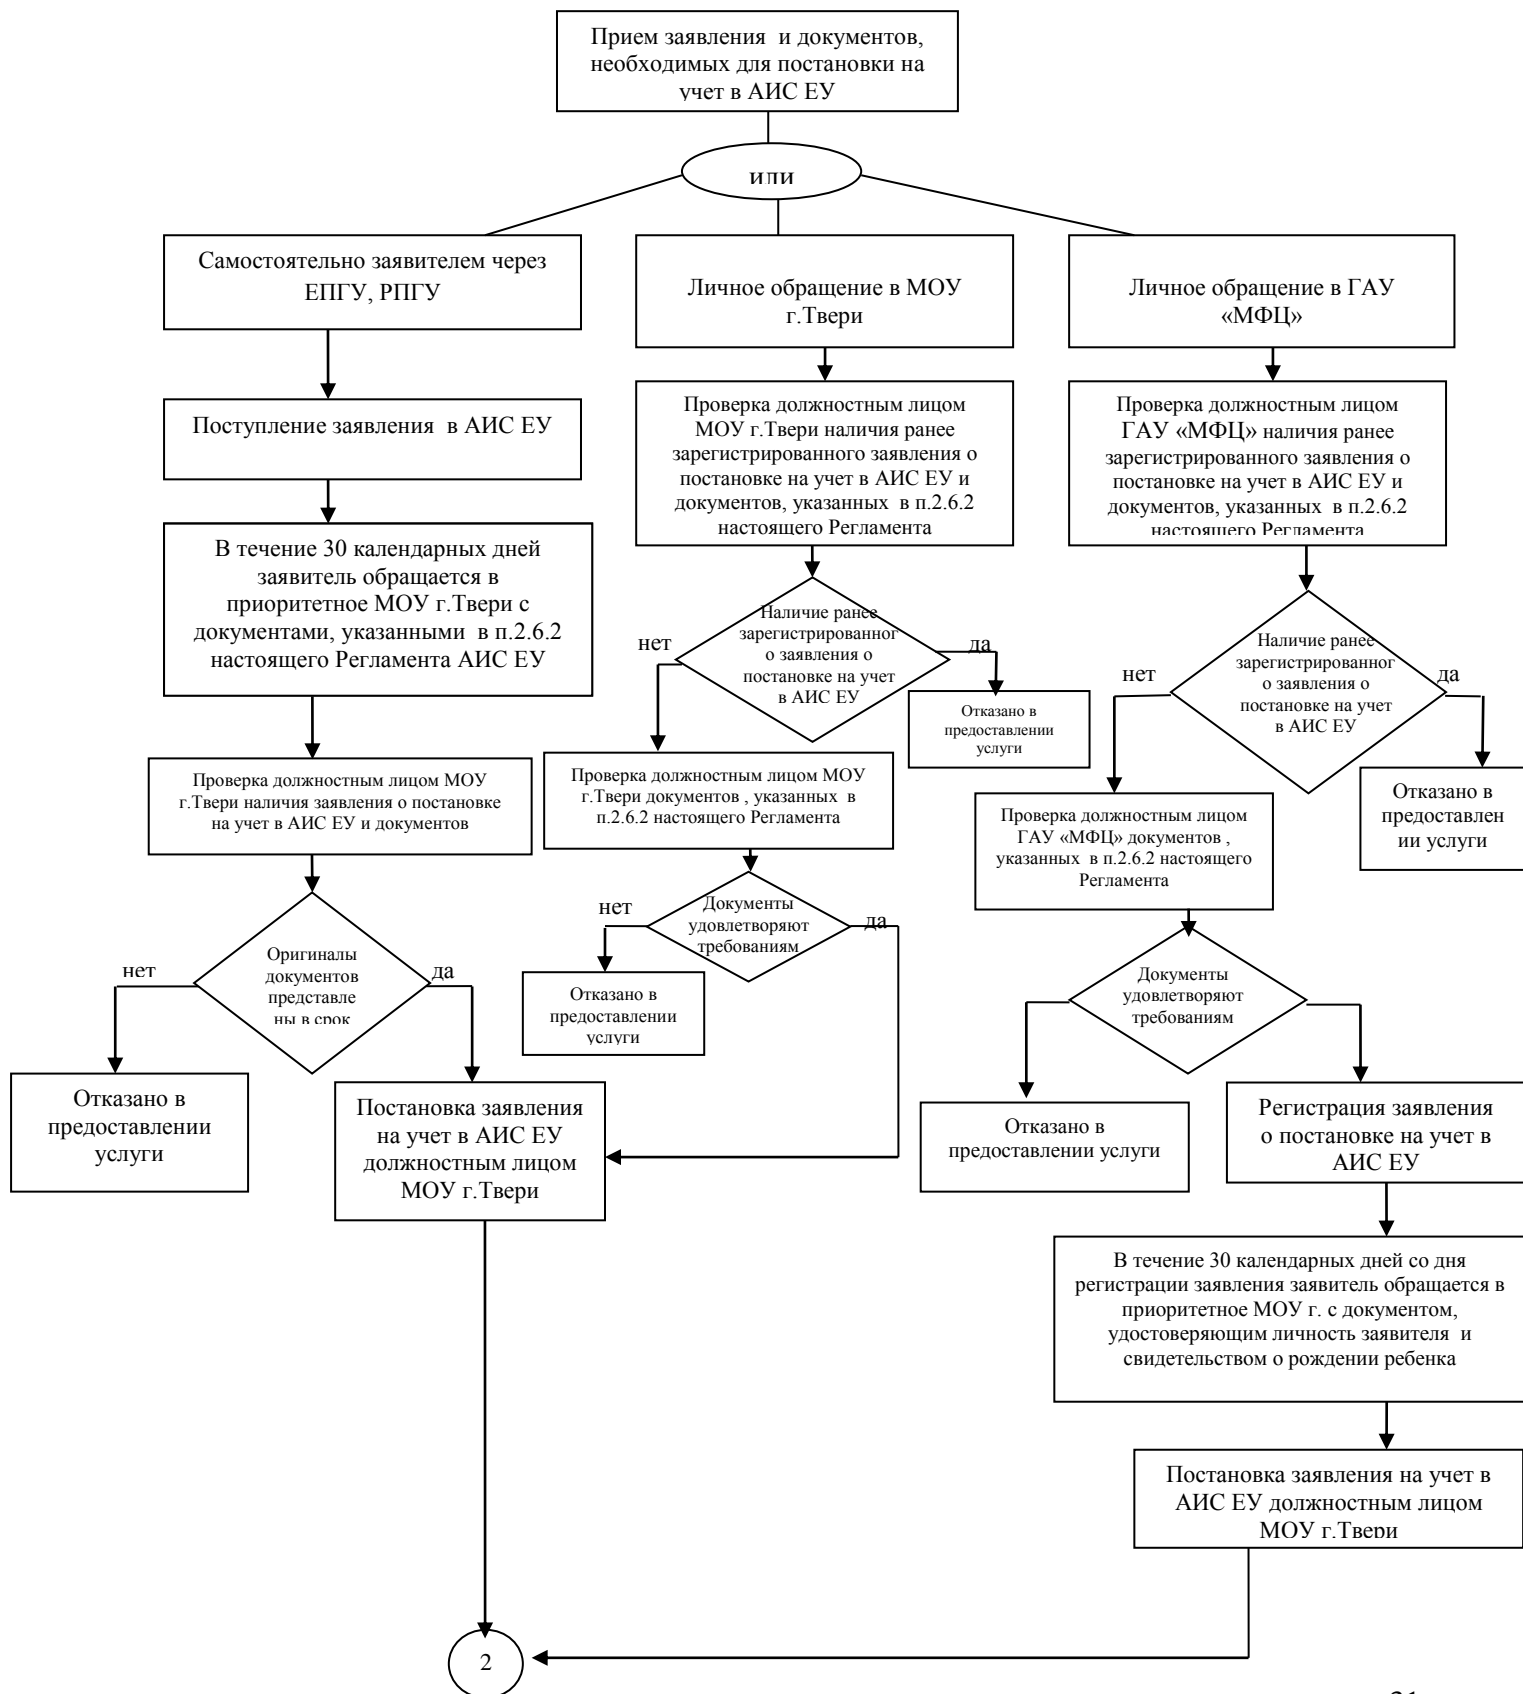 Прием заявления и документов,
необходимых для постановки на
учет в АИС ЕУ
или
Самостоятельно заявителем через
ЕПГУ, РПГУ
Личное обращение в МОУ
г.Твери
Личное обращение в ГАУ
«МФЦ»
Поступление заявления в АИС ЕУ
Проверка должностным лицом
МОУ г.Твери наличия ранее
зарегистрированного заявления о
постановке на учет в АИС ЕУ и
документов, указанных в п.2.6.2
настоящего Регламента
Проверка должностным лицом
ГАУ «МФЦ» наличия ранее
зарегистрированного заявления о
постановке на учет в АИС ЕУ и
документов, указанных в п.2.6.2
настоящего Регламента
В течение 30 календарных дней
заявитель обращается в
приоритетное МОУ г.Твери с
документами, указанными в п.2.6.2
настоящего Регламента АИС ЕУ
Наличие ранее
зарегистрированног
о заявления о
постановке на учет
в АИС ЕУ
нет
да
Наличие ранее
зарегистрированног
о заявления о
постановке на учет
в АИС ЕУ
нет
да
Отказано в
предоставлении
услуги
Проверка должностным лицом МОУ
г.Твери наличия заявления о постановке
на учет в АИС ЕУ и документов
Проверка должностным лицом МОУ
г.Твери документов , указанных в
п.2.6.2 настоящего Регламента
Отказано в
предоставлен
ии услуги
Проверка должностным лицом
ГАУ «МФЦ» документов ,
указанных в п.2.6.2 настоящего
Регламента
Документы
удовлетворяют
требованиям
нет
да
Оригиналы
документов
представле
ны в срок
нет
да
Отказано в
предоставлении
услуги
Документы
удовлетворяют
требованиям
Отказано в
предоставлении
услуги
Постановка заявления
на учет в АИС ЕУ
должностным лицом
МОУ г.Твери
Отказано в
предоставлении услуги
Регистрация заявления
о постановке на учет в
АИС ЕУ
В течение 30 календарных дней со дня
регистрации заявления заявитель обращается в
приоритетное МОУ г. с документом,
удостоверяющим личность заявителя и
свидетельством о рождении ребенка
Постановка заявления на учет в
АИС ЕУ должностным лицом
МОУ г.Твери
2